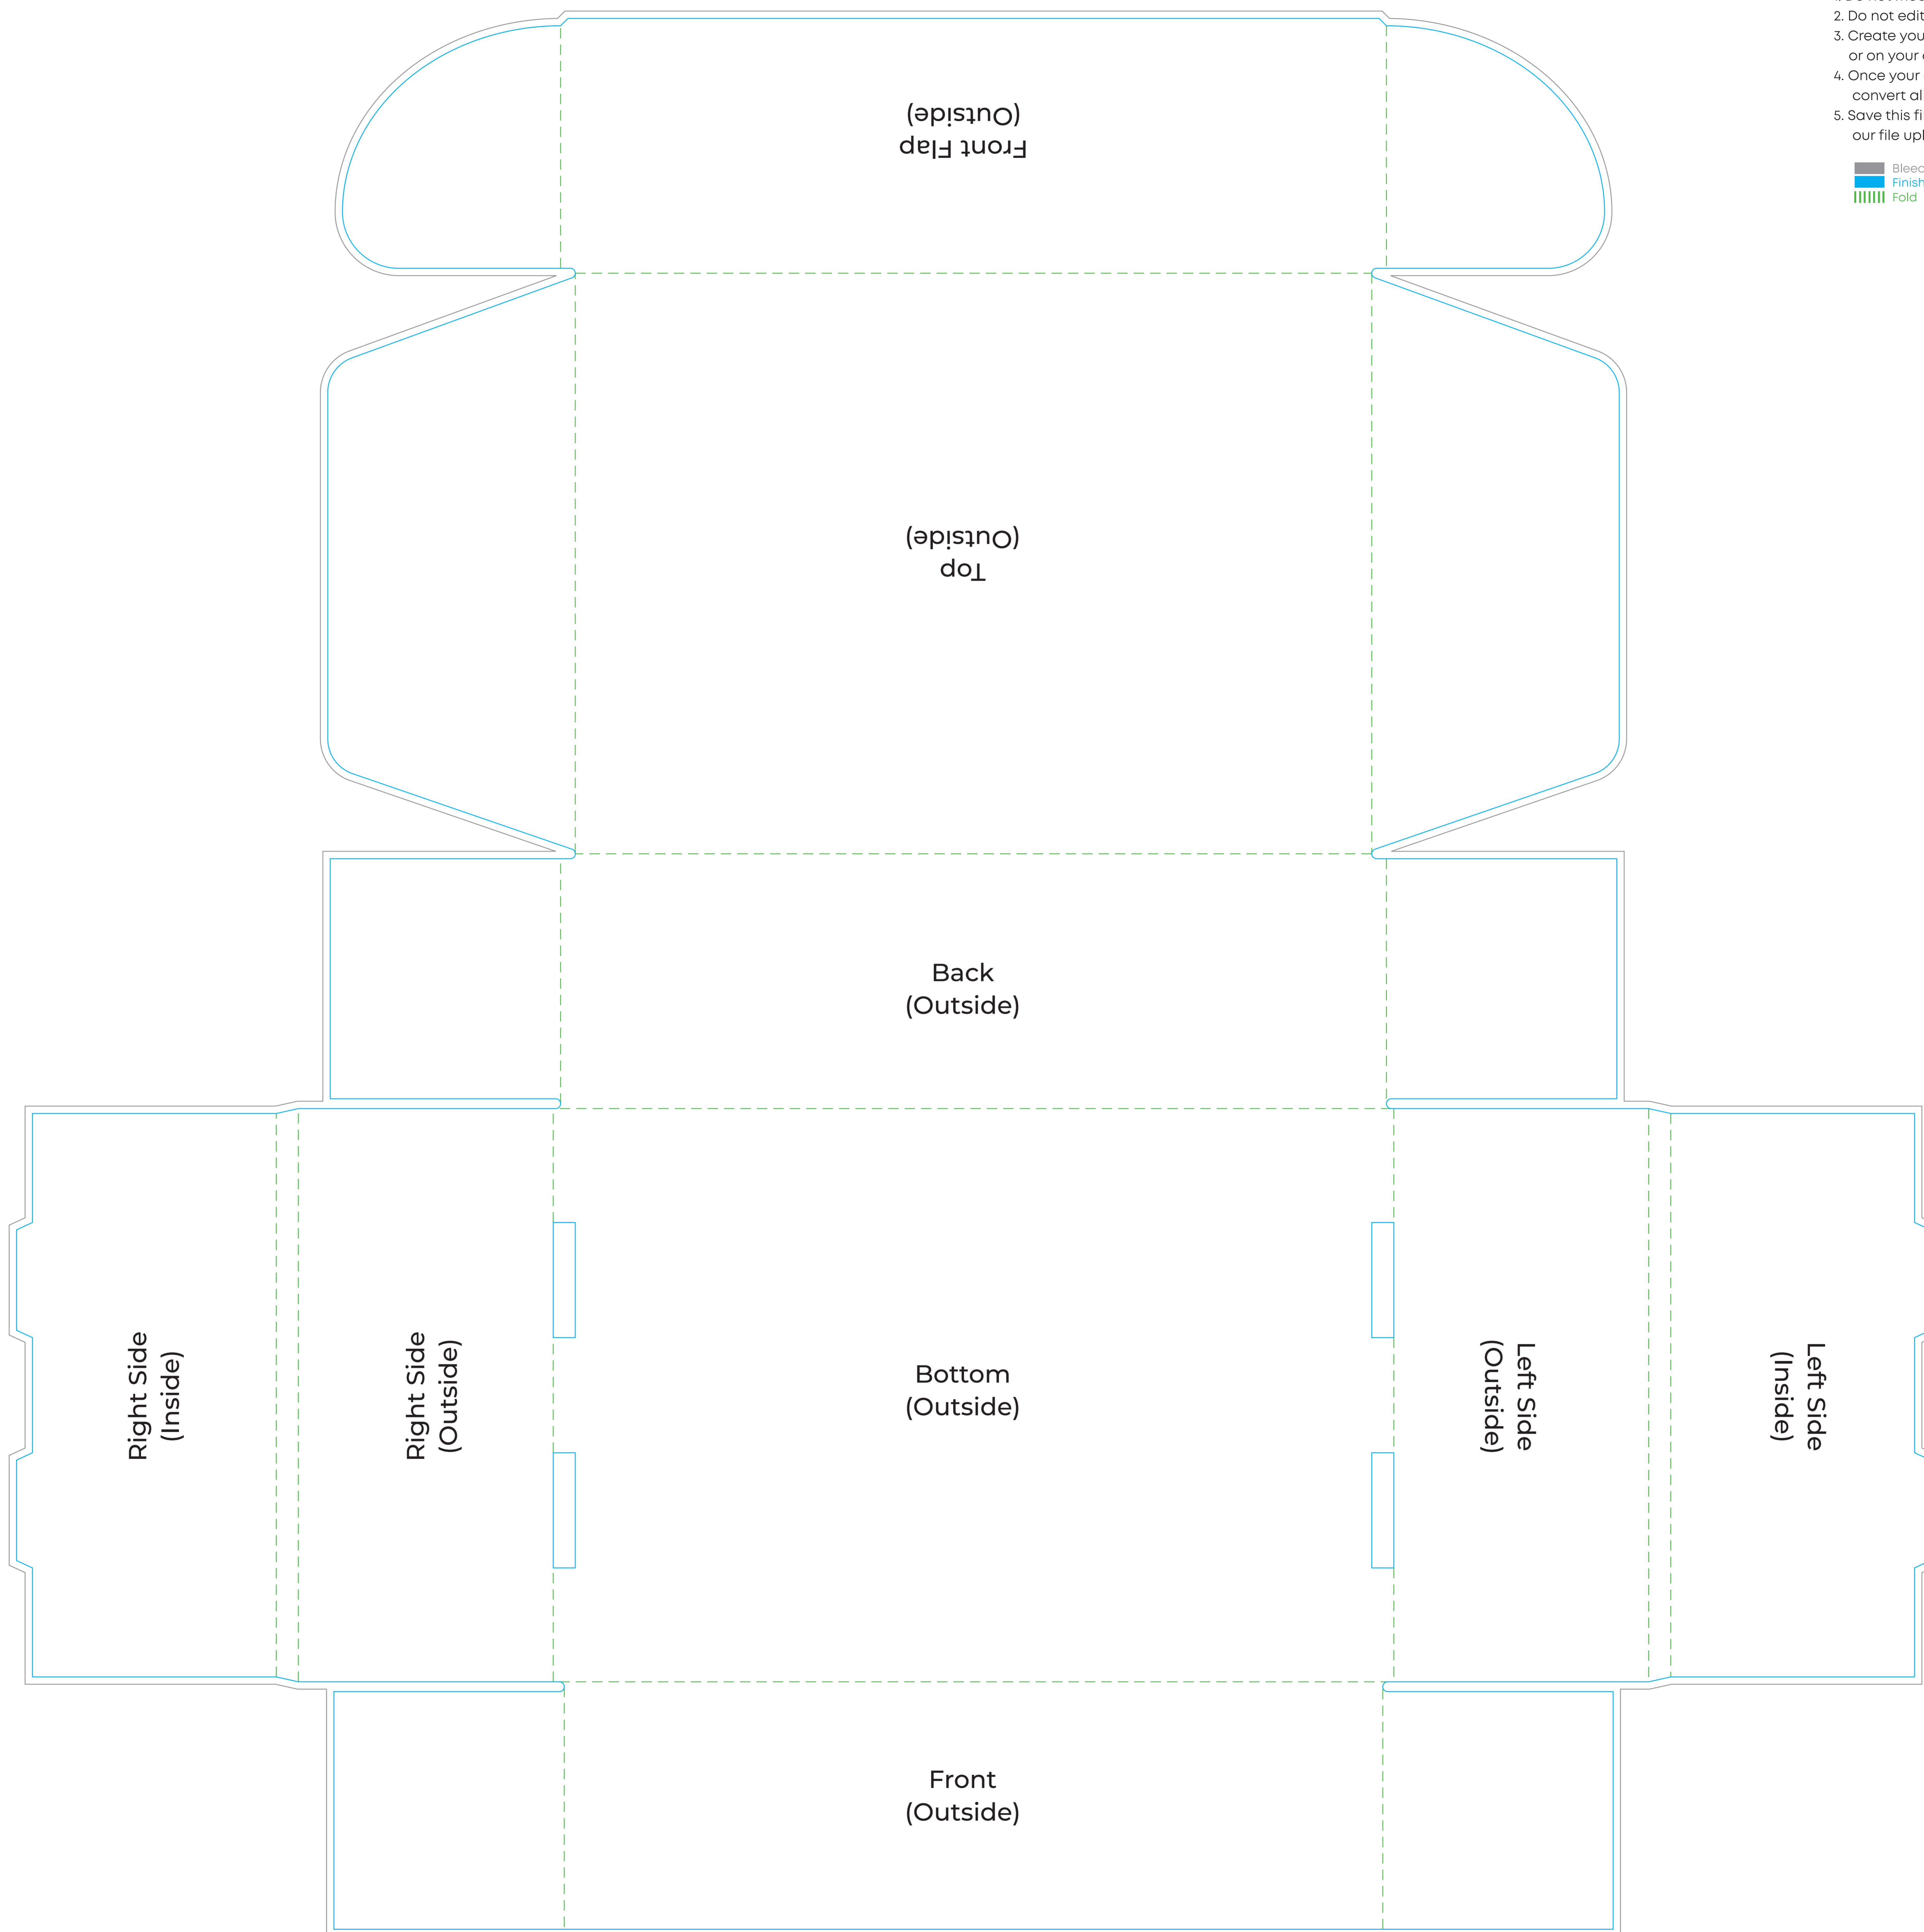 2. Do not edit
3. Create you
or on your
4. Once your
convert al
5. Save this fi
our file upl
Bleed
Finish
Fold
Front Flap
(Outside)
Top
(Outside)
Back
(Outside)
Right Side
(Inside)
Right Side
(Outside)
Bottom
(Outside)
Left Side
(Outside)
Left Side
(Inside)
Front
(Outside)